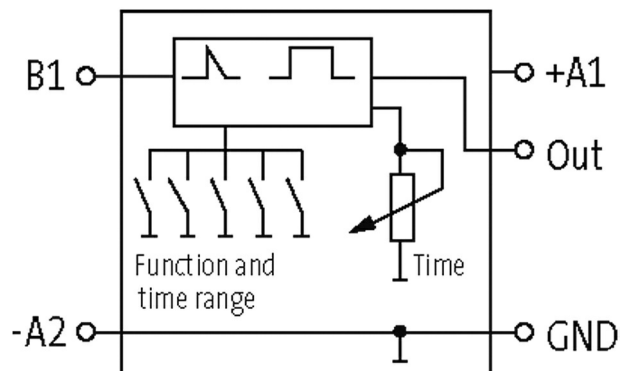 B1
+A1
Out
Function and
time range
Time
-A2
GND